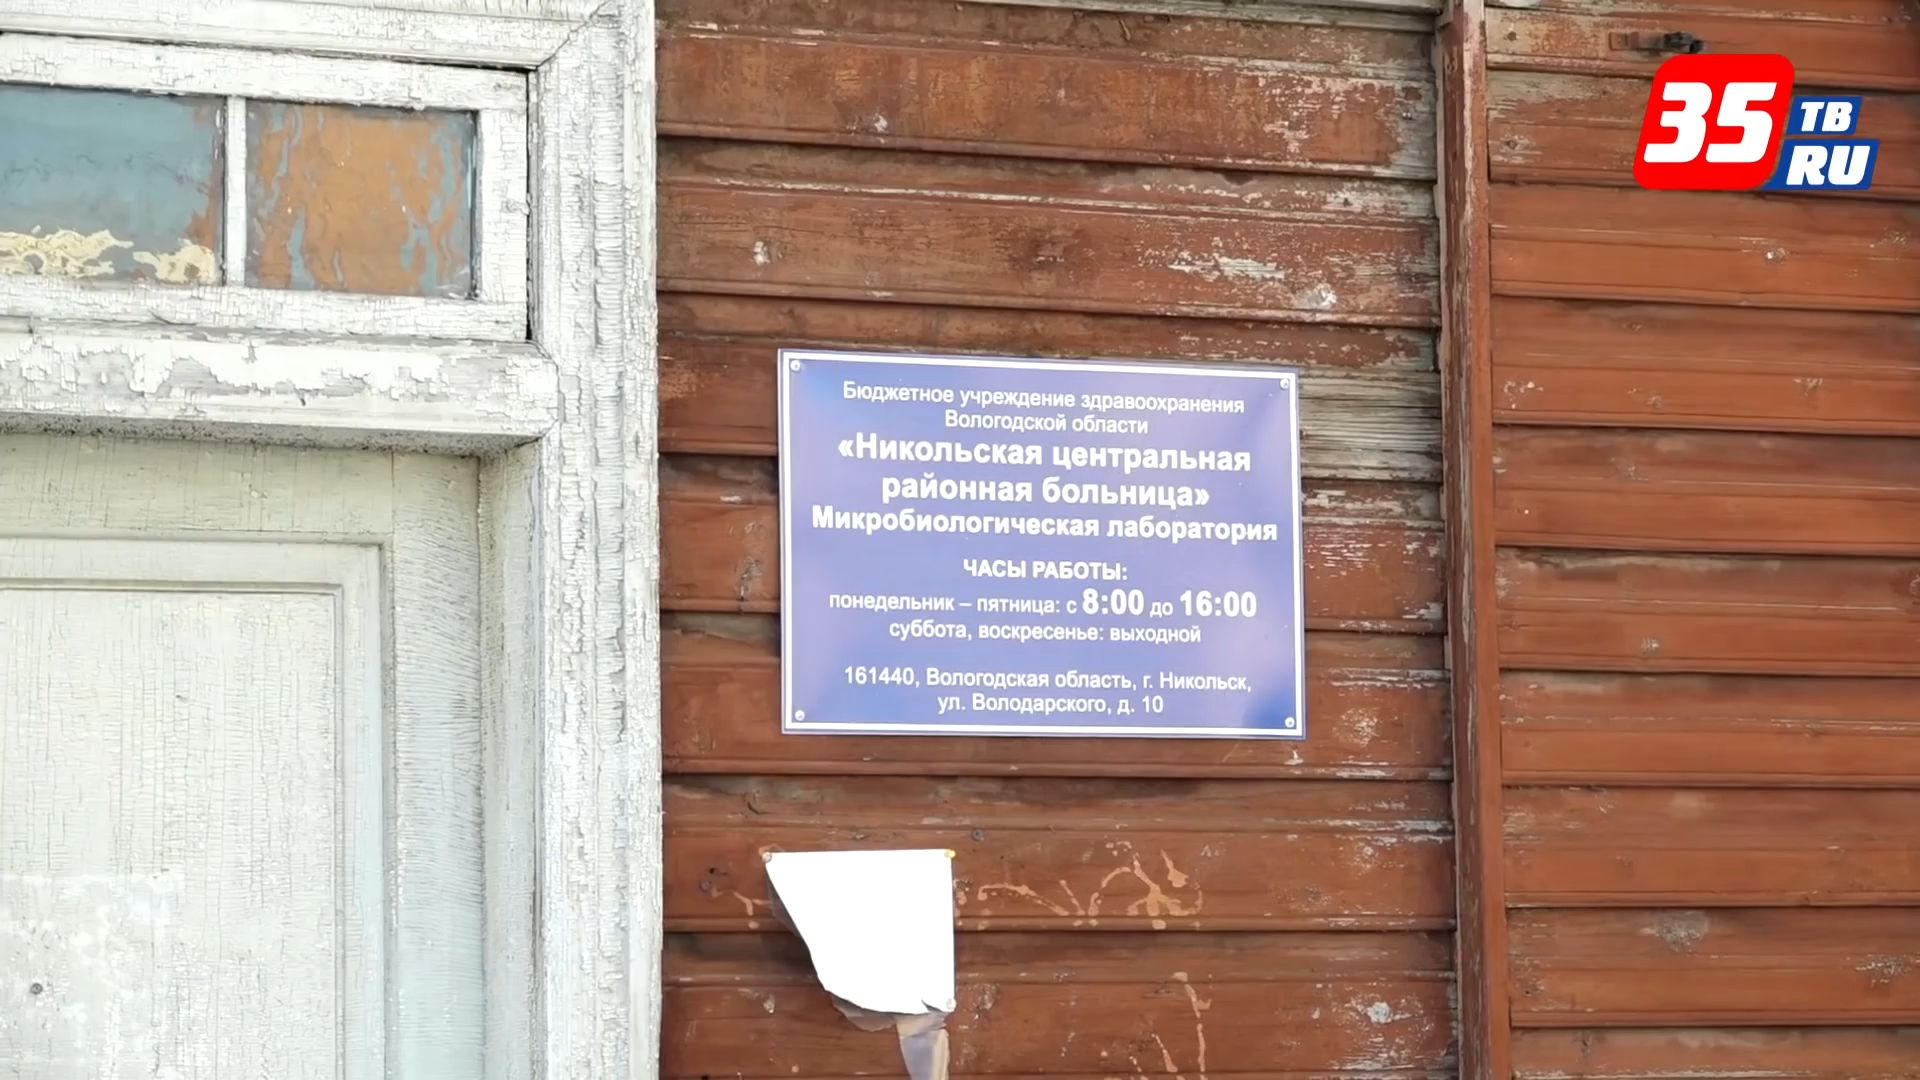 35 ТВ
RU
Бюджетное учреждение здравоохранения
Вологодской области
«Никольская центральная
районная больница»
Микробиологическая лаборатория
ЧАСЫ РАБОТЫ:
понедельник – пятница: с 8:00 до 16:00
суббота, воскресенье: выходной
161440, Вологодская область, г. Никольск,
ул. Володарского, д. 10